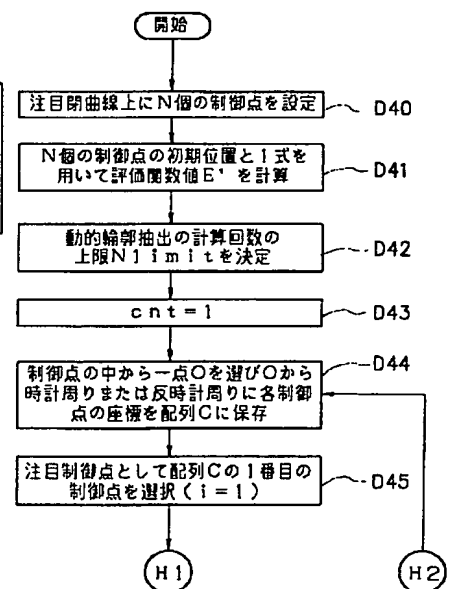 開始
注目閉曲線上にN個の制御点を設定
D40
N個の制御点の初期位置と1式を
用いて評価関数値E'を計算
D41
動的輪郭抽出の計算回数の
上限Nlimitを決定
D42
cnt=1
D43
制御点の中から一点Oを選びOから
時計周りまたは反時計周りに各制御
点の座標を配列Cに保存
D44
注目制御点として配列Cの1番目の
制御点を選択(i=1)
D45
H1
H2